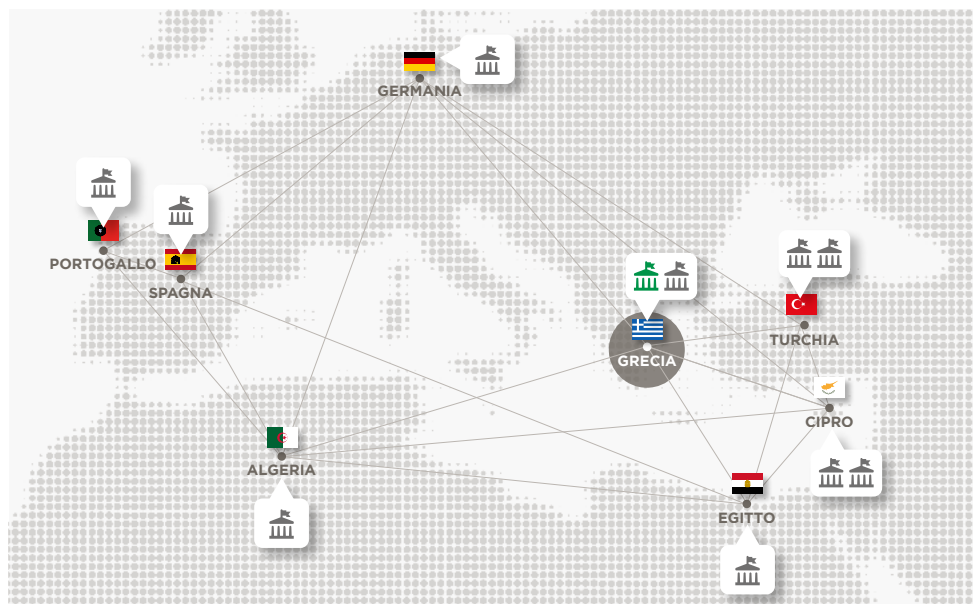 GERMANIA
PORTOGALLO
SPAGNA
TURCHIA
GRECIA
CIPRO
ALGERIA
EGITTO